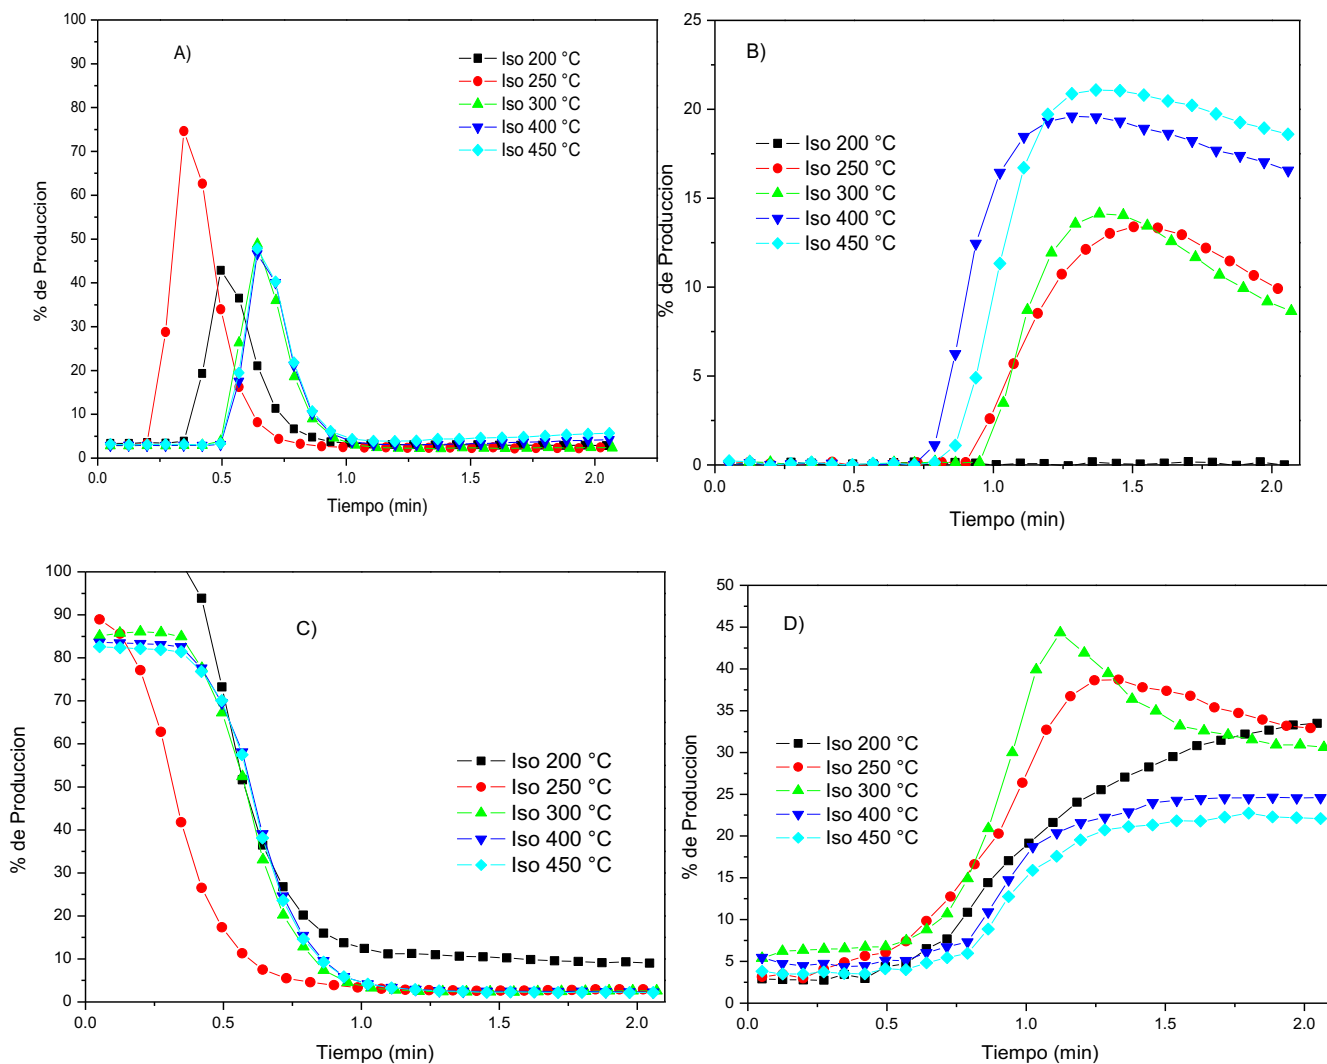 A)
Iso 200 °C
Iso 250 °C
Iso 300 °C
Iso 400 °C
Iso 450 °C
100
90
80
70
60
50
40
30
20
10
0
% de Produccion
0.0 0.5 1.0 1.5 2.0
Tiempo (min)
B)
Iso 200 °C
Iso 250 °C
Iso 300 °C
Iso 400 °C
Iso 450 °C
25
20
15
10
5
0
% de Produccion
0.0 0.5 1.0 1.5 2.0
Tiempo (min)
C)
Iso 200 °C
Iso 250 °C
Iso 300 °C
Iso 400 °C
Iso 450 °C
100
90
80
70
60
50
40
30
20
10
0
% de Produccion
0.0 0.5 1.0 1.5 2.0
Tiempo (min)
D)
Iso 200 °C
Iso 250 °C
Iso 300 °C
Iso 400 °C
Iso 450 °C
50
45
40
35
30
25
20
15
10
5
0
% de Produccion
0.0 0.5 1.0 1.5 2.0
Tiempo (min)